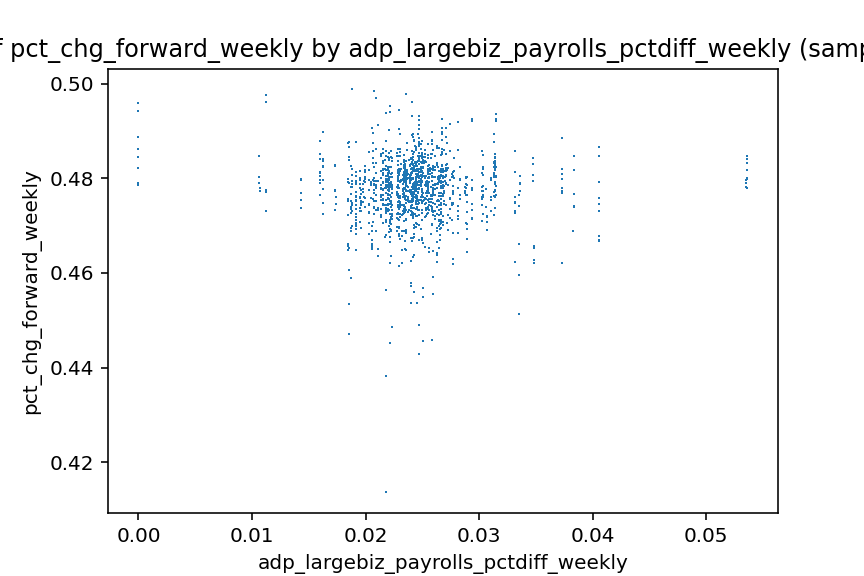 pct_chg_forward_weekly by adp_largebiz_payrolls_pctdiff_weekly
0.50
0.48
0.46
0.44
0.42
pct_chg_forward_weekly
0.00 0.01 0.02 0.03 0.04 0.05
adp_largebiz_payrolls_pctdiff_weekly